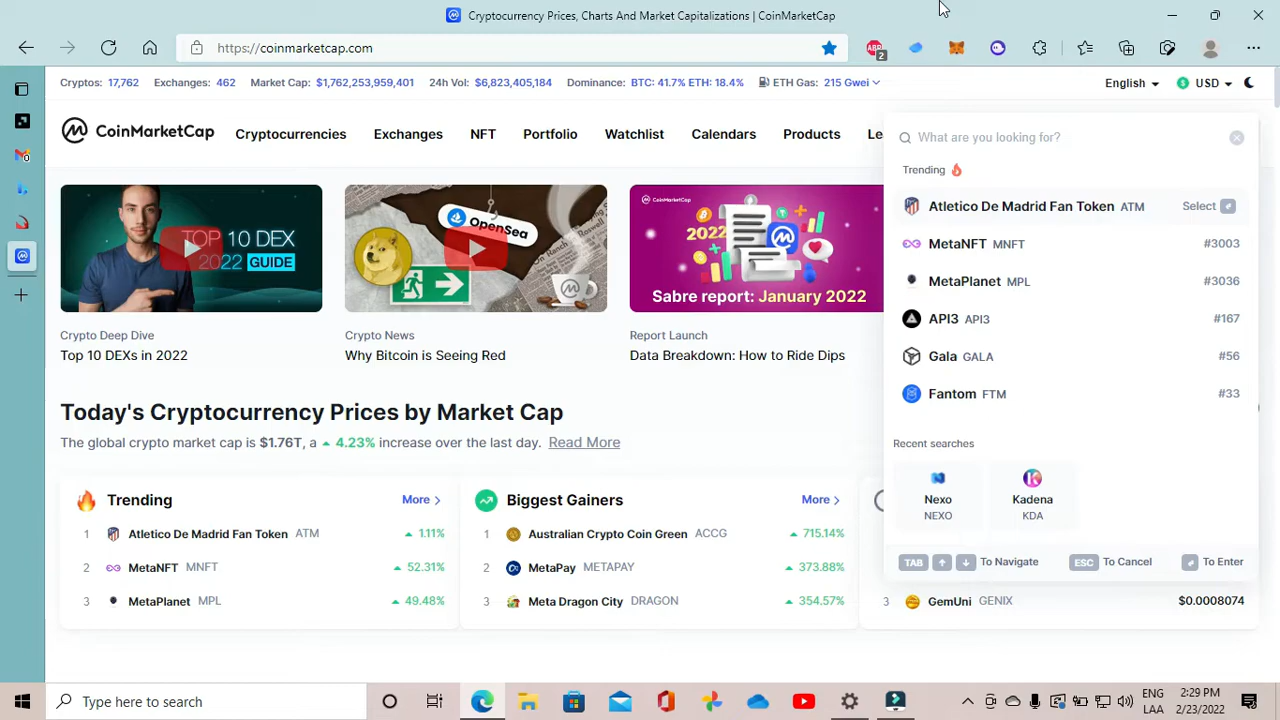 Cryptocurrency Prices, Charts And Market Capitalizations | CoinMarketCap
https://coinmarketcap.com
ABP
2
Cryptos: 17,762 Exchanges: 462 Market Cap: $1,762,253,959,401 24h Vol: $6,823,405,184 Dominance: BTC: 41.7% ETH: 18.4% ETH Gas: 215 Gwei English USD
CoinMarketCap Cryptocurrencies Exchanges NFT Portfolio Watchlist Calendars Products Le
What are you looking for?
Trending
Atletico De Madrid Fan Token ATM Select
MetaNFT MNFT #3003
MetaPlanet MPL #3036
API3 API3 #167
Gala GALA #56
Fantom FTM #33
Recent searches
Nexo
NEXO
Kadena
KDA
TAB To Navigate ESC To Cancel To Enter
TOP 10 DEX
2022 GUIDE
OpenSea
CoinMarketCap
2022
Sabre report: January 2022
Crypto Deep Dive
Top 10 DEXs in 2022
Crypto News
Why Bitcoin is Seeing Red
Report Launch
Data Breakdown: How to Ride Dips
Today's Cryptocurrency Prices by Market Cap
The global crypto market cap is $1.76T, a 4.23% increase over the last day. Read More
Trending More
1 Atletico De Madrid Fan Token ATM 1.11%
2 MetaNFT MNFT 52.31%
3 MetaPlanet MPL 49.48%
Biggest Gainers More
1 Australian Crypto Coin Green ACCG 715.14%
2 MetaPay METAPAY 373.88%
3 Meta Dragon City DRAGON 354.57%
3 GemUni GENIX $0.0008074
Type here to search
ENG
LAA
2:29 PM
2/23/2022